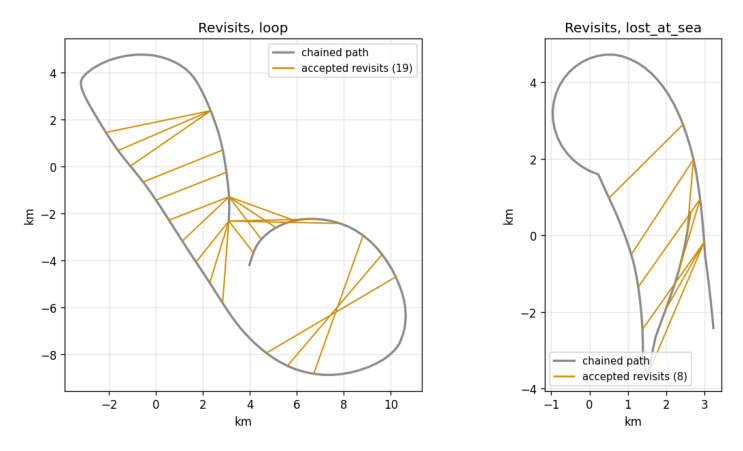 Revisits, loop
chained path
accepted revisits (19)
4
2
0
−2
−4
−6
−8
km
−2
0
2
4
6
8
10
km
Revisits, lost_at_sea
4
2
0
−2
−4
km
chained path
accepted revisits (8)
−1
0
1
2
3
km